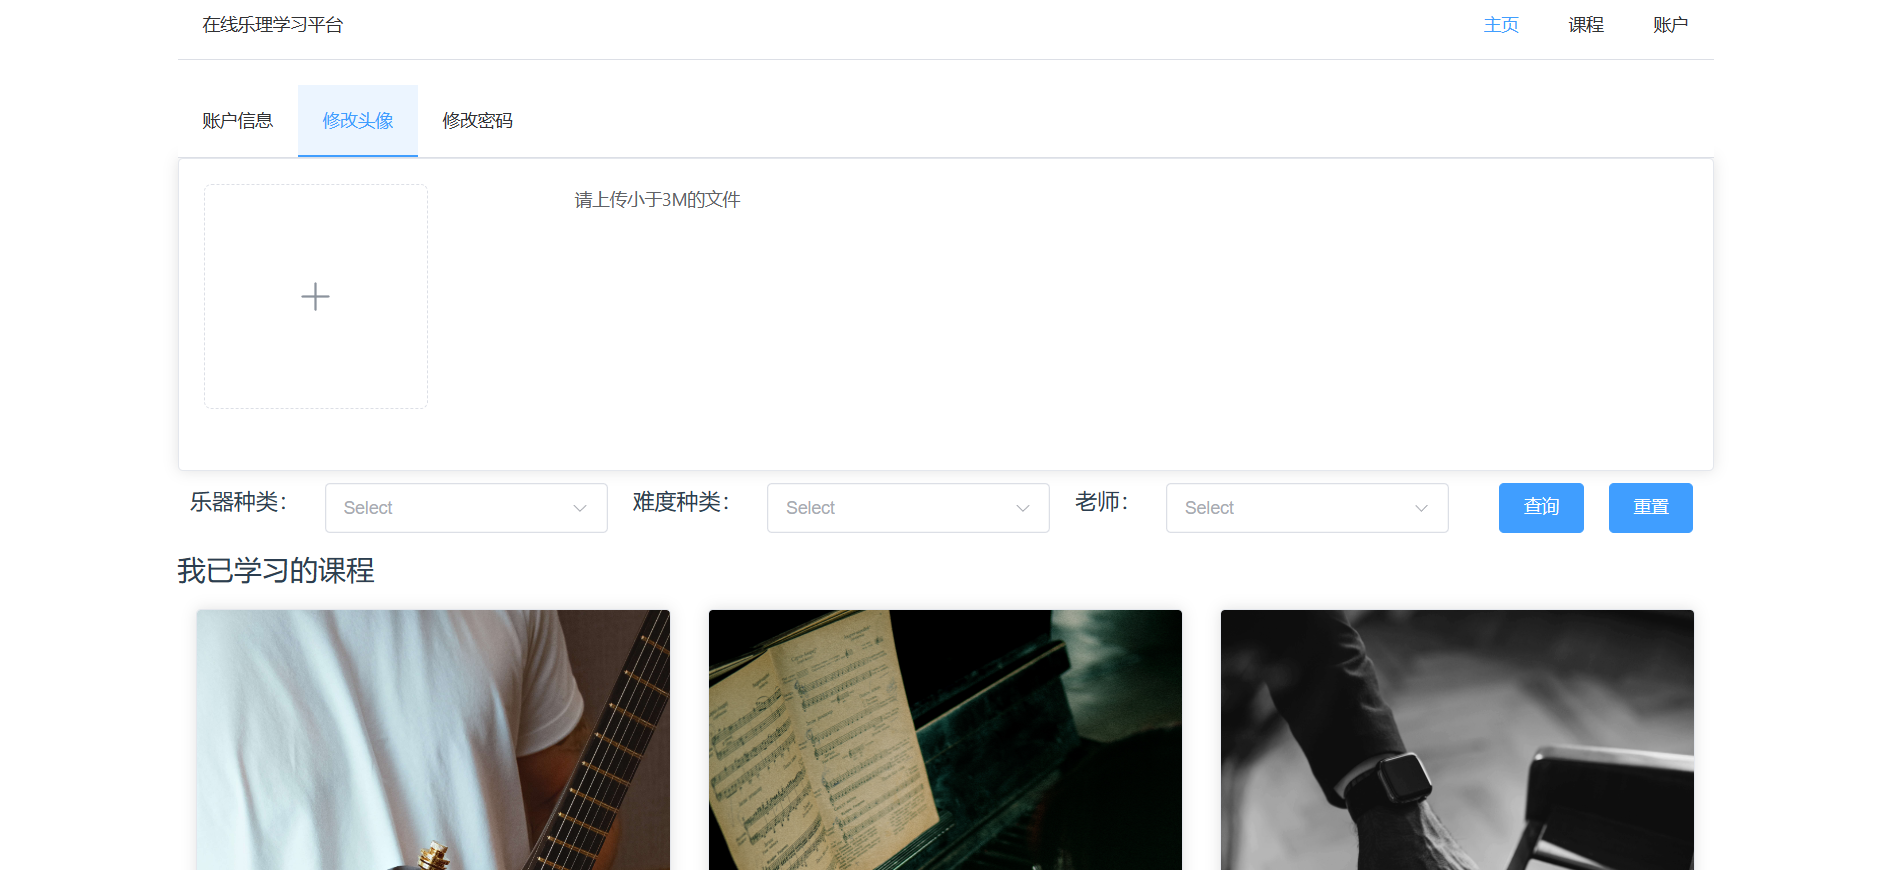 在线乐理学习平台 主页 课程 账户
账户信息 修改头像 修改密码
请上传小于3M的文件
乐器种类： Select 难度种类： Select 老师： Select 查询 重置
我已学习的课程